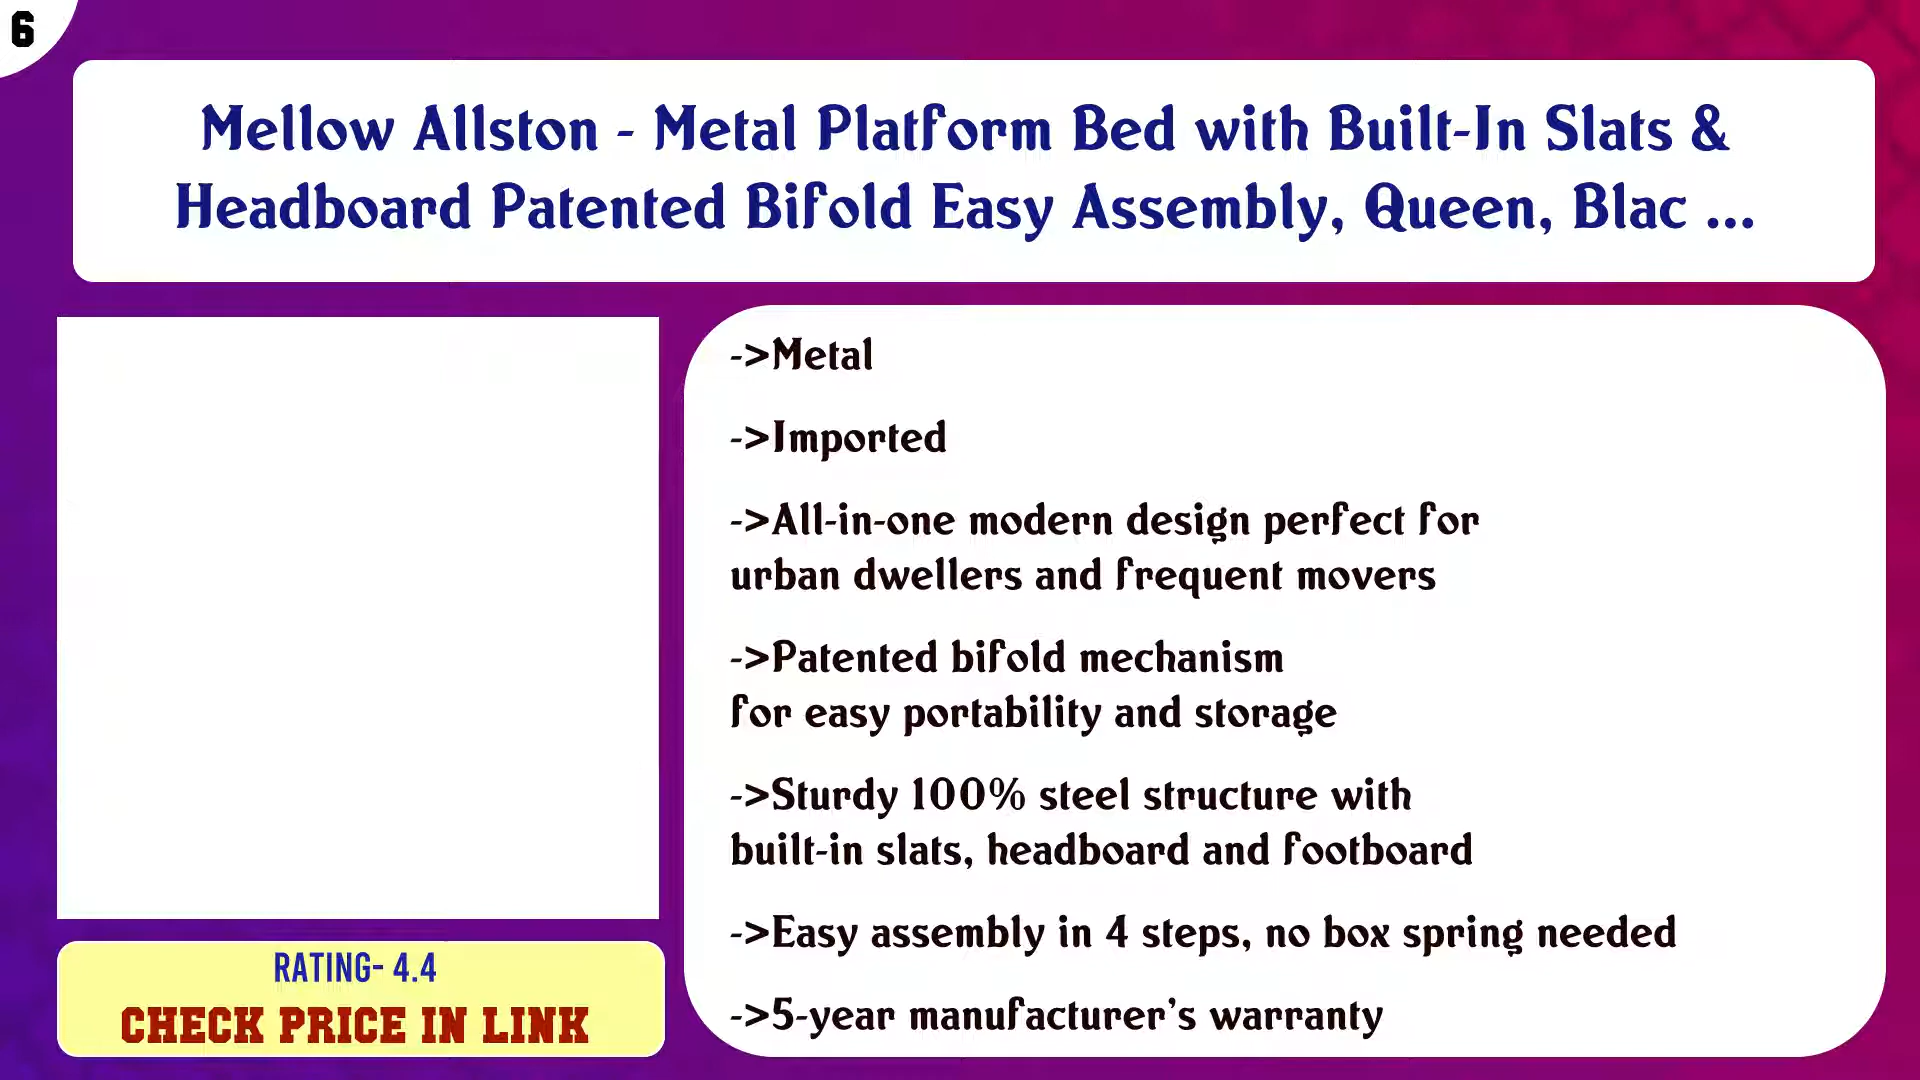 6
Mellow Allston - Metal Platform Bed with Built-In Slats &
Headboard Patented Bifold Easy Assembly, Queen, Blac ...
->Metal
->Imported
->All-in-one modern design perfect for
urban dwellers and frequent movers
->Patented bifold mechanism
for easy portability and storage
->Sturdy 100% steel structure with
built-in slats, headboard and footboard
->Easy assembly in 4 steps, no box spring needed
->5-year manufacturer's warranty
RATING- 4.4
CHECK PRICE IN LINK